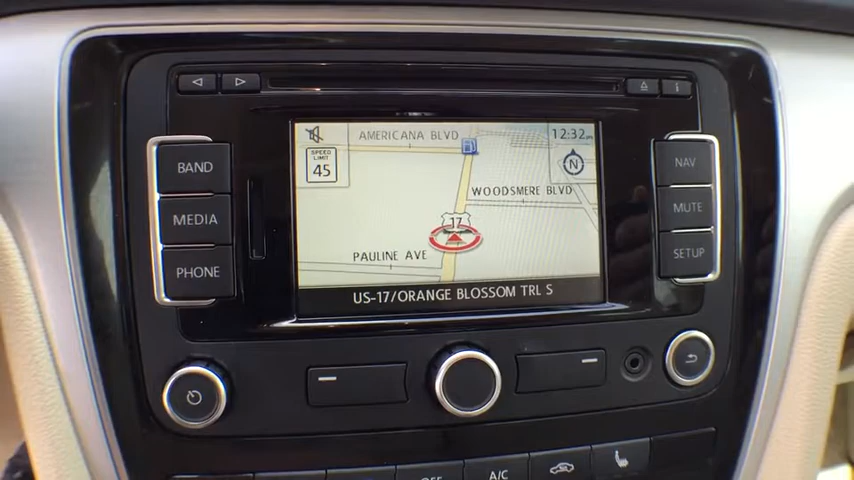 AMERICANA BLVD
12:32
SPEED
LIMIT
45
N
WOODSMERE BLVD
17
PAULINE AVE
US-17/ORANGE BLOSSOM TRL S
BAND
MEDIA
PHONE
NAV
MUTE
SETUP
i
OFF
A/C